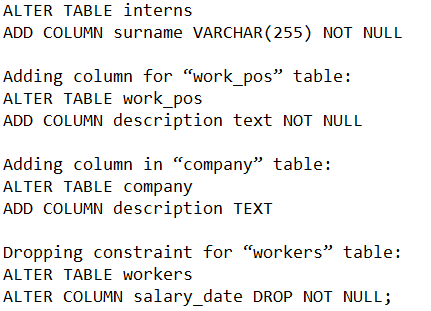 ALTER TABLE interns
ADD COLUMN surname VARCHAR(255) NOT NULL
Adding column for “work_pos” table:
ALTER TABLE work_pos
ADD COLUMN description text NOT NULL
Adding column in “company” table:
ALTER TABLE company
ADD COLUMN description TEXT
Dropping constraint for “workers” table:
ALTER TABLE workers
ALTER COLUMN salary_date DROP NOT NULL;